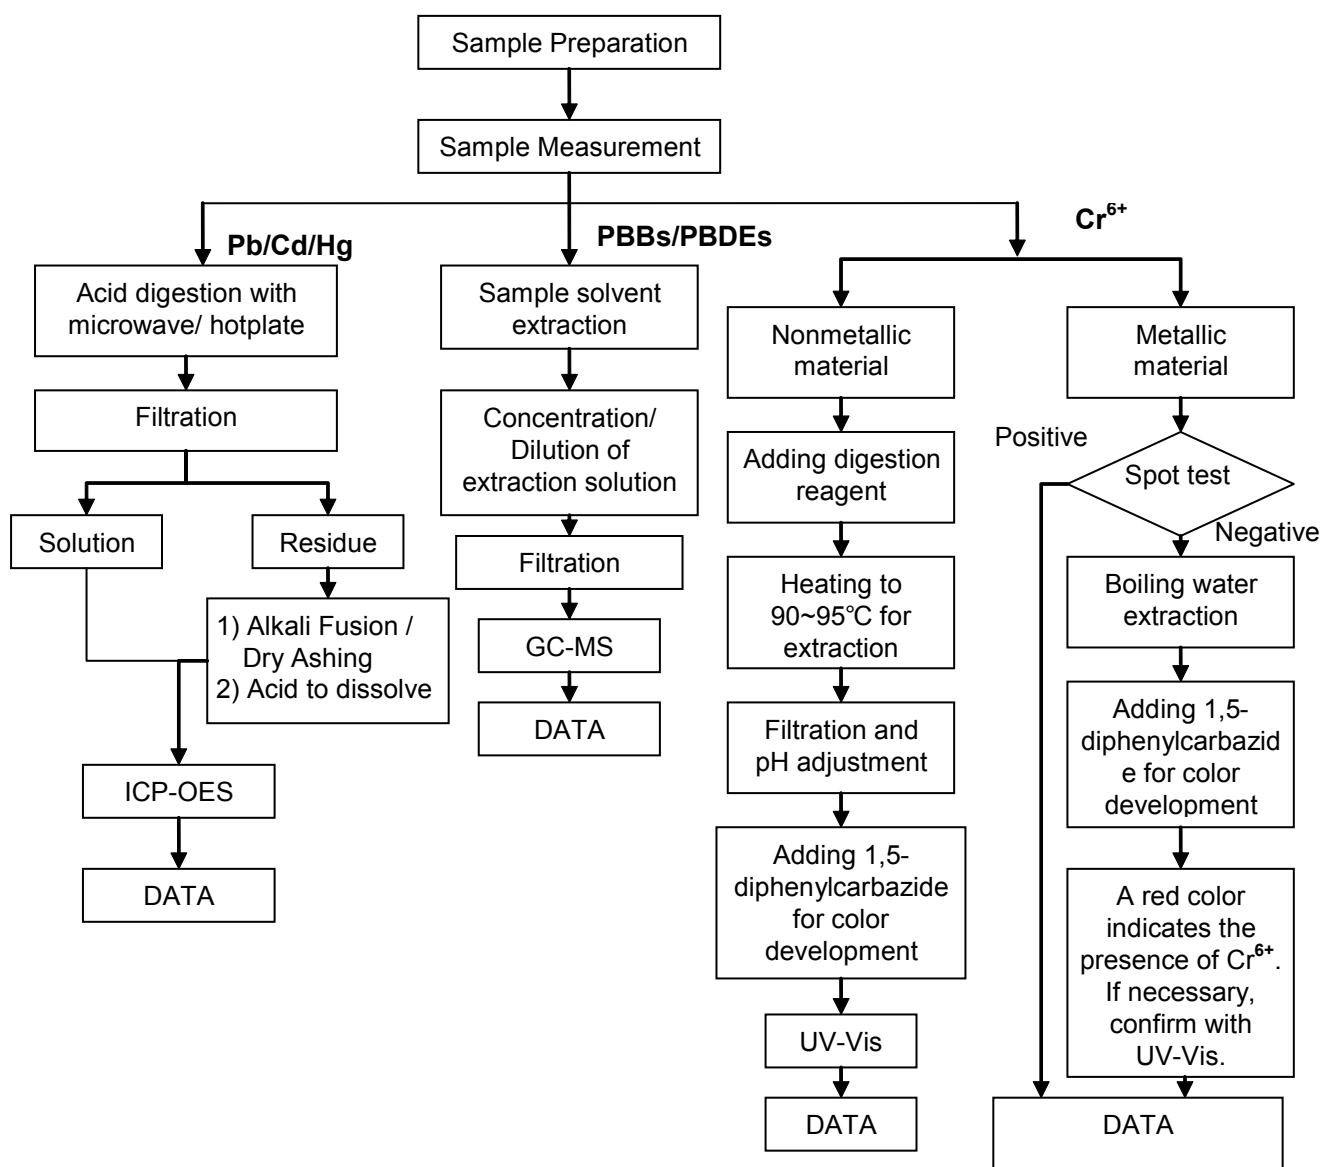 Sample Preparation
Sample Measurement
Pb/Cd/Hg
PBBs/PBDEs
Cr⁶⁺
Acid digestion with
microwave/ hotplate
Filtration
Solution
Residue
1) Alkali Fusion /
Dry Ashing
2) Acid to dissolve
ICP-OES
DATA
Sample solvent
extraction
Concentration/
Dilution of
extraction solution
Filtration
GC-MS
DATA
Nonmetallic
material
Adding digestion
reagent
Heating to
90~95℃ for
extraction
Filtration and
pH adjustment
Adding 1,5-
diphenylcarbazide
for color
development
UV-Vis
DATA
Metallic
material
Positive
Spot test
Negative
Boiling water
extraction
Adding 1,5-
diphenylcarbazid
e for color
development
A red color
indicates the
presence of Cr⁶⁺.
If necessary,
confirm with
UV-Vis.
DATA